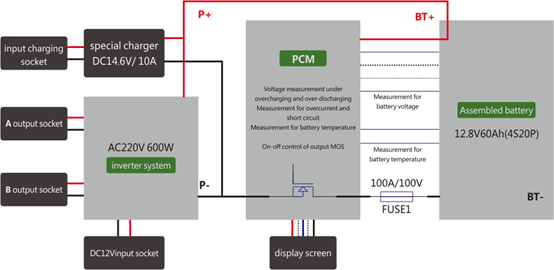 P+
BT+
input charging
socket
special charger
DC14.6V/ 10A
PCM
Voltage measurement under
overcharging and over-discharging
Measurement for overcurrent and
short circuit
Measurement for battery temperature
On-off control of output MOS
Measurement for
battery voltage
Measurement for
battery temperature
Assembled battery
12.8V60Ah(4S20P)
A output socket
B output socket
AC220V 600W
inverter system
P-
100A/100V
FUSE1
BT-
DC12Vinput socket
display screen